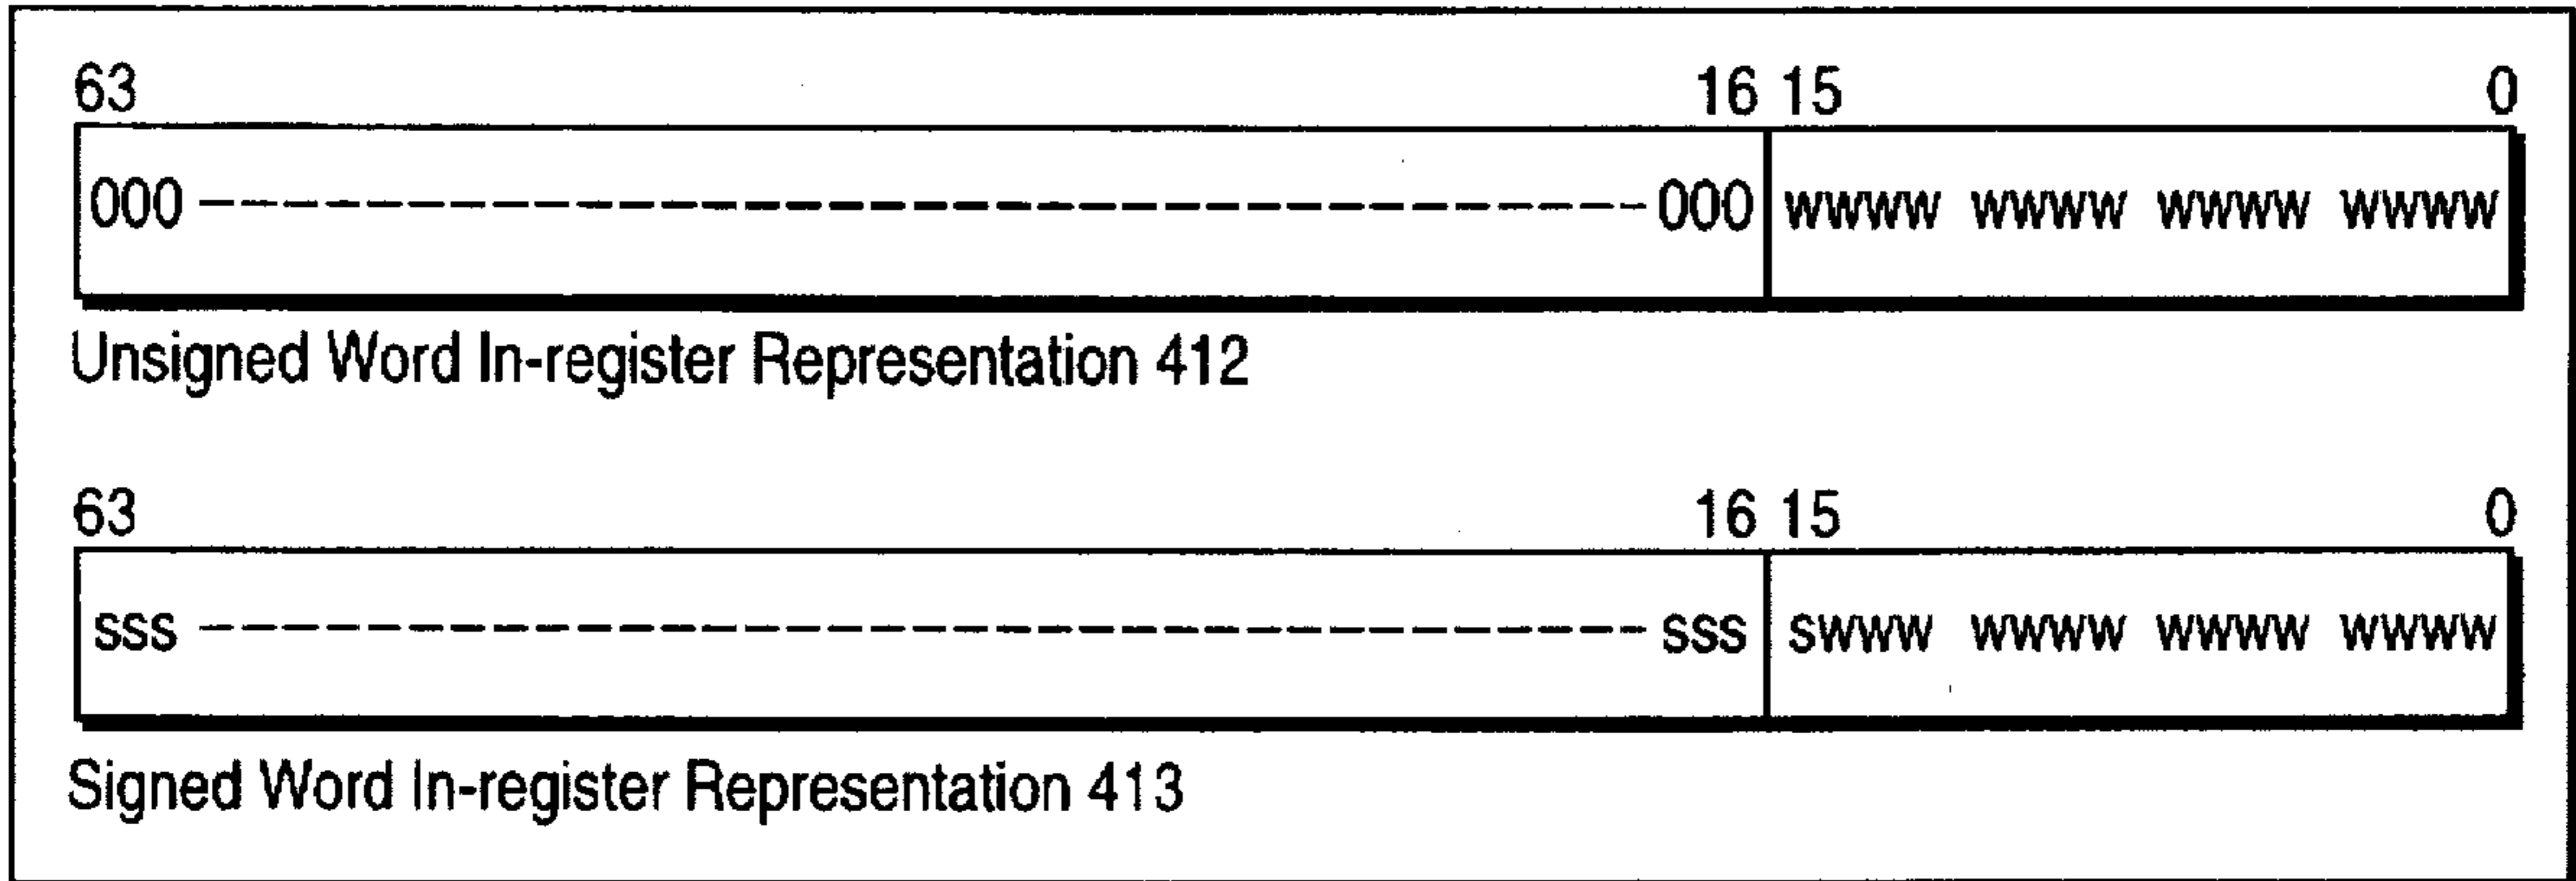 63 16 15 0
000 000 wwww wwww wwww wwww
Unsigned Word In-register Representation 412
63 16 15 0
sss sss swww wwww wwww wwww
Signed Word In-register Representation 413